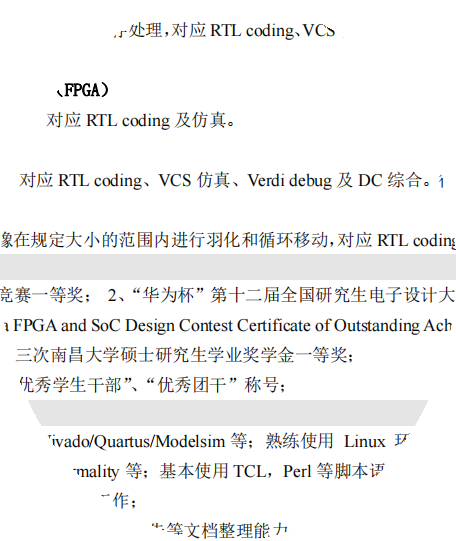 处理,对应 RTL coding、VCS
、FPGA)
对应 RTL coding 及仿真。
对应 RTL coding、VCS 仿真、Verdi debug 及 DC 综合。
像在规定大小的范围内进行羽化和循环移动,对应 RTL coding
竞赛一等奖; 2、“华为杯”第十二届全国研究生电子设计大
FPGA and SoC Design Contest Certificate of Outstanding Ach
三次南昌大学硕士研究生学业奖学金一等奖;
优秀学生干部”、“优秀团干”称号;
ivado/Quartus/Modelsim 等; 熟练使用 Linux 环
mality 等; 基本使用 TCL, Perl 等脚本语
工作;
等文档整理能力